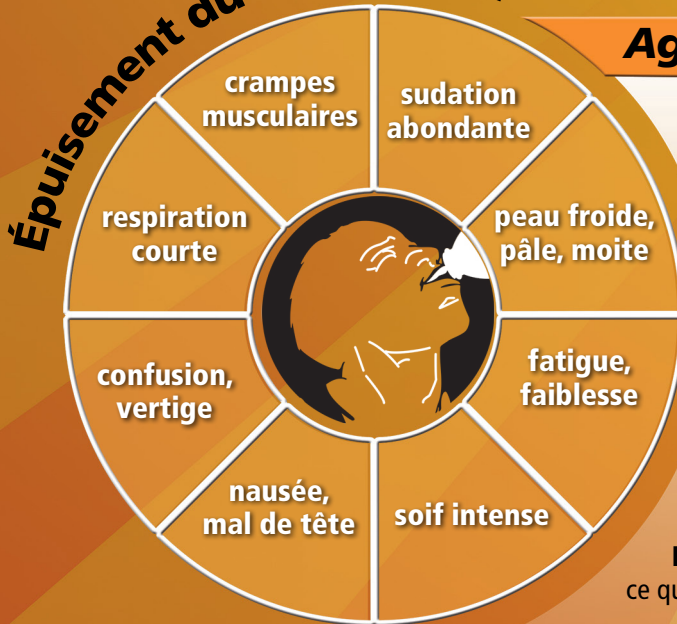 Épuisement du
Ag
crampes
musculaires
sudation
abondante
respiration
courte
peau froide,
pâle, moite
confusion,
vertige
fatigue,
faiblesse
nausée,
mal de tête
soif intense
ce qu